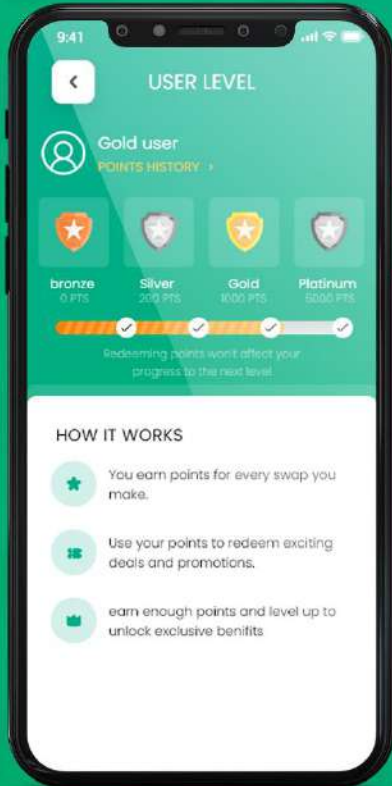 9:41
USER LEVEL
Gold user
POINTS HISTORY >
bronze Silver Gold Platinum
0 PTS 200 PTS 1000 PTS 5000 PTS
Redeeming points won't affect your
progress to the next level
HOW IT WORKS
You earn points for every swap you
make.
Use your points to redeem exciting
deals and promotions.
earn enough points and level up to
unlock exclusive benifits